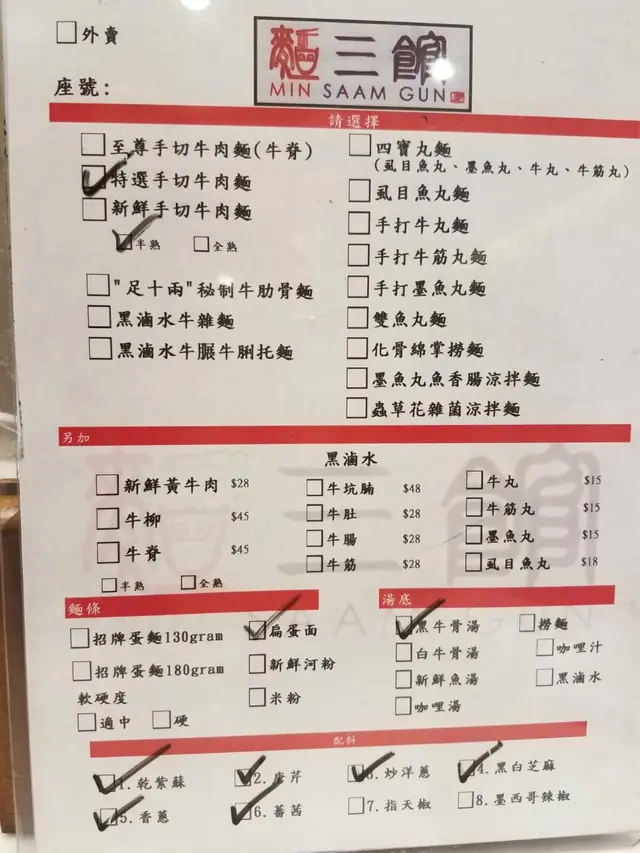 外賣
麵三館
MIN SAAM GUN
座號:
請選擇
至尊手切牛肉麵(牛脊)
特選手切牛肉麵
新鮮手切牛肉麵
半熟 全熟
"足十兩"秘制牛肋骨麵
黑滷水牛雜麵
黑滷水牛𦟌牛脷托麵
四寶丸麵
(虱目魚丸、墨魚丸、牛丸、牛筋丸)
虱目魚丸麵
手打牛丸麵
手打牛筋丸麵
手打墨魚丸麵
雙魚丸麵
化骨綿掌撈麵
墨魚丸魚香腸涼拌麵
蟲草花雜菌涼拌麵
另加
黑滷水
新鮮黃牛肉 $28
牛柳 $45
牛脊 $45
半熟 全熟
牛坑腩 $48
牛肚 $28
牛腸 $28
牛筋 $28
牛丸 $15
牛筋丸 $15
墨魚丸 $15
虱目魚丸 $18
麵條
招牌蛋麵130gram
招牌蛋麵180gram
軟硬度
適中 硬
扁蛋面
新鮮河粉
米粉
湯底
黑牛骨湯
白牛骨湯
新鮮魚湯
咖哩湯
撈麵
咖哩汁
黑滷水
配料
1.乾紫蘇 2.唐芹 3.炒洋蔥 4.黑白芝麻
5.香蔥 6.蕃茜 7.指天椒 8.墨西哥辣椒